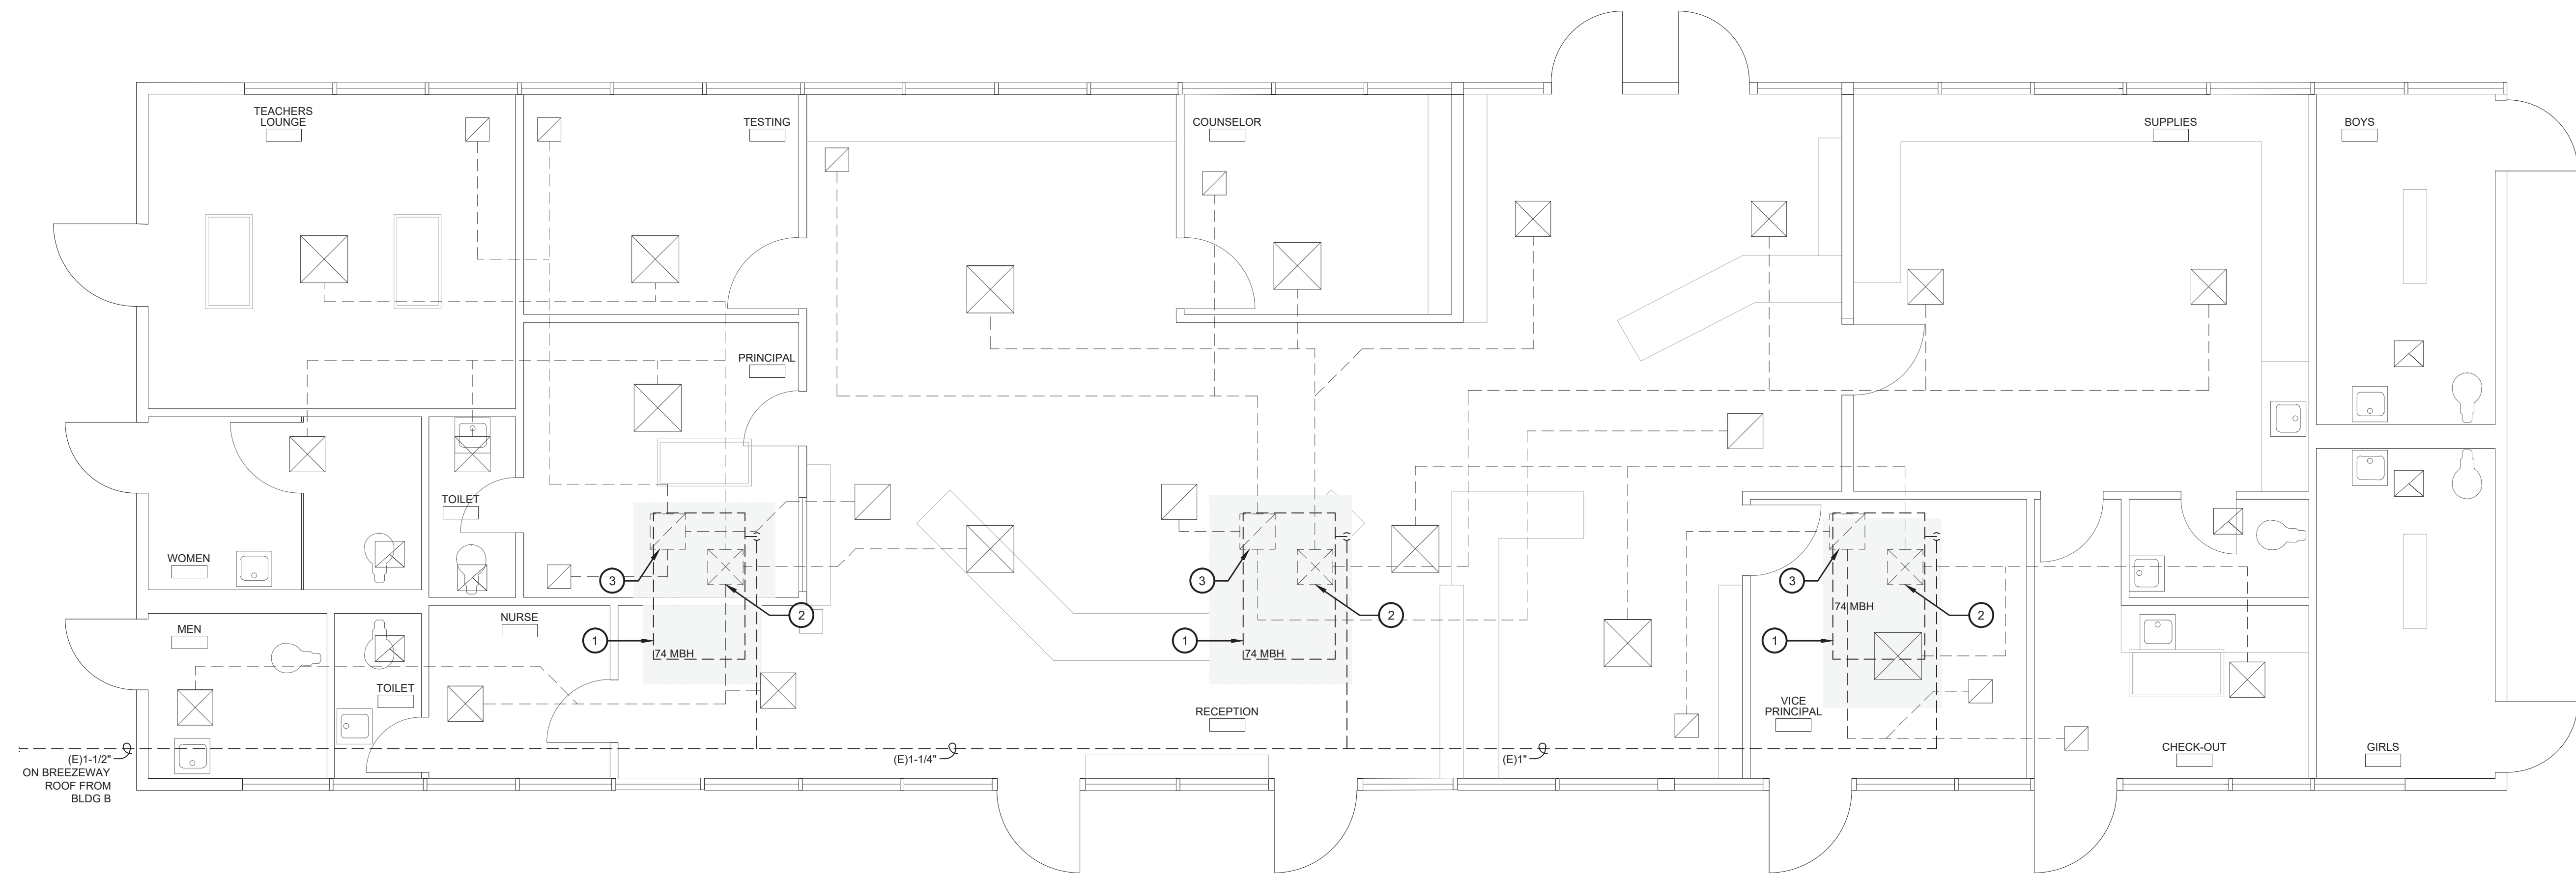 TEACHERS
LOUNGE
TESTING
COUNSELOR
SUPPLIES
BOYS
PRINCIPAL
TOILET
WOMEN
3
3
3
2
2
2
74 MBH
MEN
NURSE
1
1
1
74 MBH
74 MBH
TOILET
RECEPTION
VICE
PRINCIPAL
CHECK-OUT
GIRLS
(E)1-1/2"
ON BREEZEWAY
ROOF FROM
BLDG B
(E)1-1/4"
(E)1"